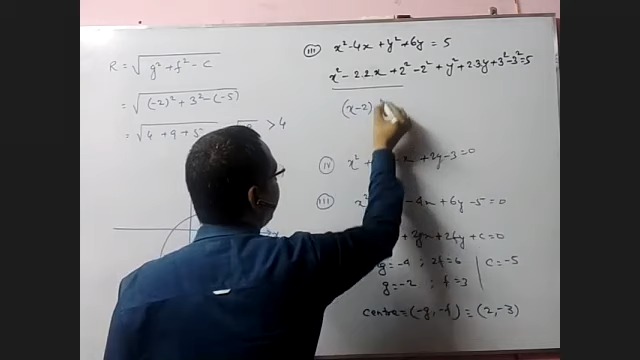 R = √g² + f² - c
= √(-2)² + 3² - (-5)
= √4 + 9 + 5 > 4
(iii) x² - 4x + y² + 6y = 5
x² - 2.2x + 2² - 2² + y² + 2.3y + 3² - 3² = 5
(x-2)
(iv) x² + x + 2y - 3 = 0
(iii) x² - 4x + 6y - 5 = 0
+ 2gx + 2fy + c = 0
g = -4 ; 2f = 6 | c = -5
g = -2 ; f = 3
centre = (-g, -f) = (2, -3)